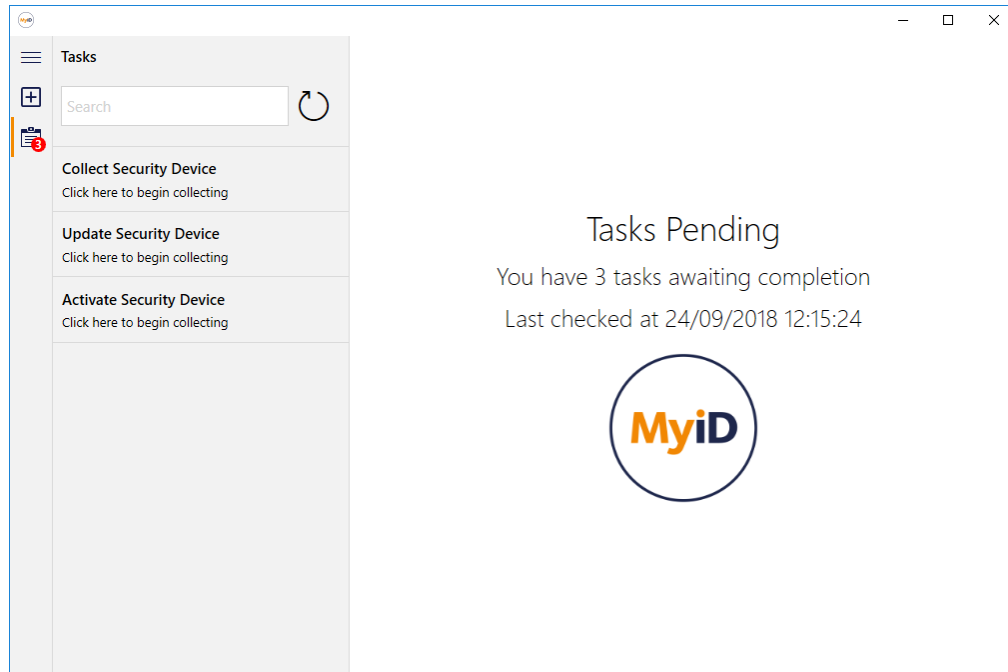 MyiD
Tasks
Search
3
Collect Security Device
Click here to begin collecting
Update Security Device
Click here to begin collecting
Activate Security Device
Click here to begin collecting
Tasks Pending
You have 3 tasks awaiting completion
Last checked at 24/09/2018 12:15:24
MyiD